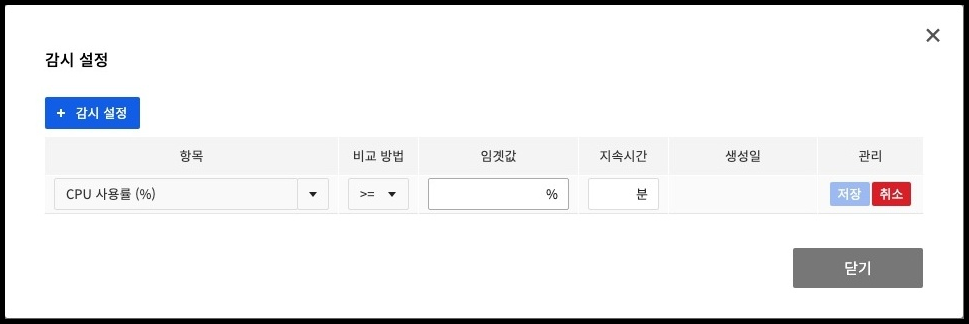 감시 설정
+ 감시 설정
항목 비교 방법 임곗값 지속시간 생성일 관리
CPU 사용률 (%) >= % 분 저장 취소
닫기